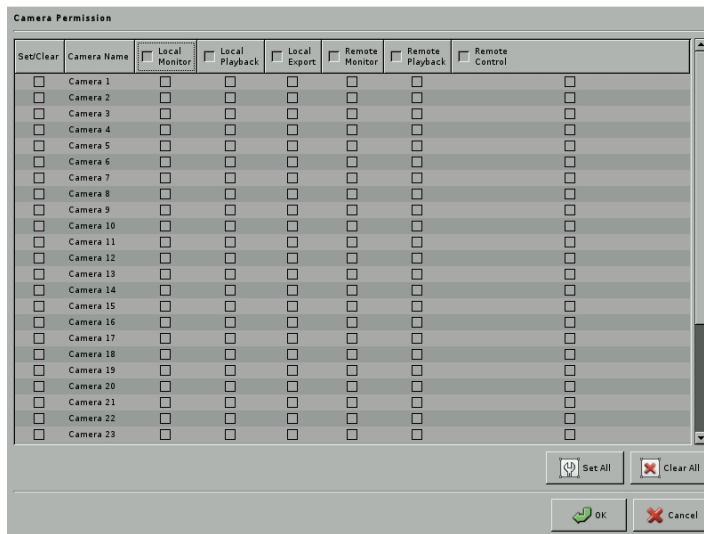 Camera Permission
Set/Clear Camera Name Local Monitor Local Playback Local Export Remote Monitor Remote Playback Remote Control
Camera 1
Camera 2
Camera 3
Camera 4
Camera 5
Camera 6
Camera 7
Camera 8
Camera 9
Camera 10
Camera 11
Camera 12
Camera 13
Camera 14
Camera 15
Camera 16
Camera 17
Camera 18
Camera 19
Camera 20
Camera 21
Camera 22
Camera 23
Set All Clear All
OK Cancel